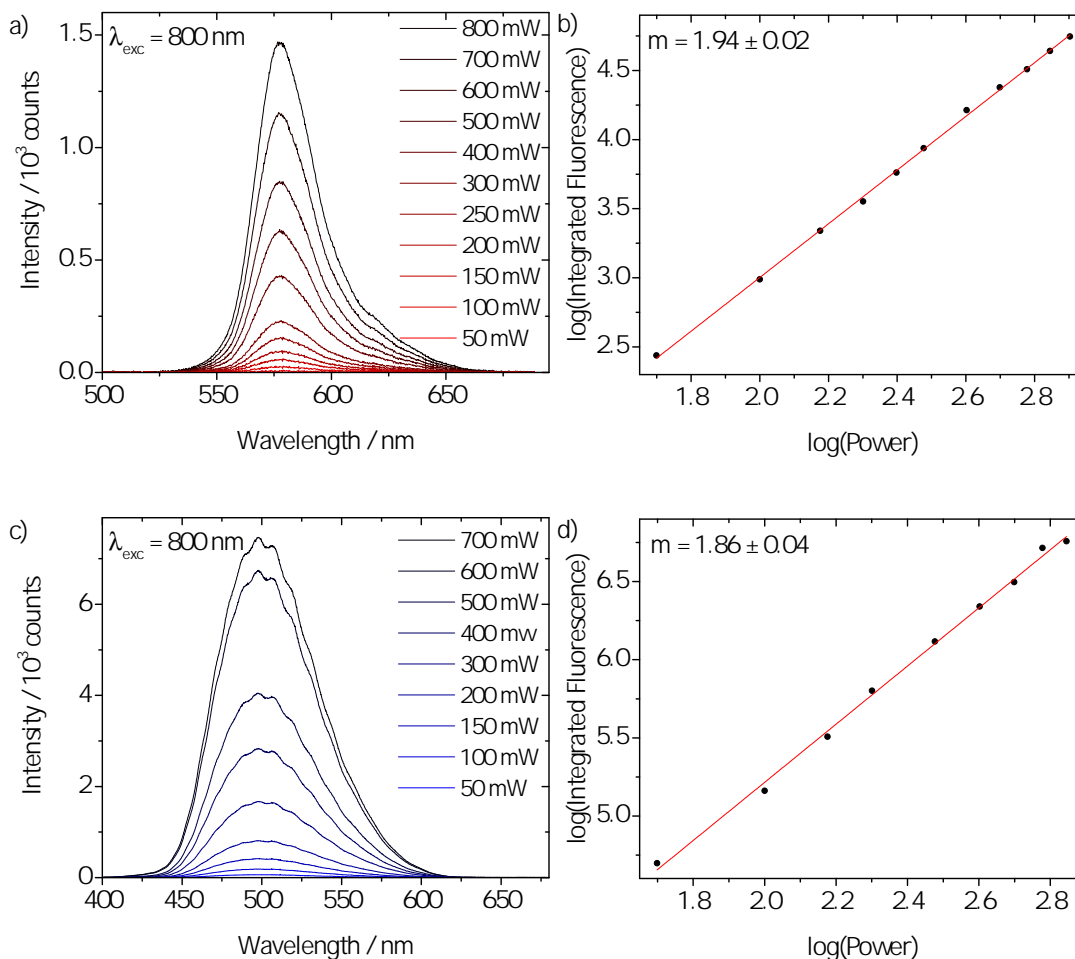 a)
λexc = 800 nm
800 mW
700 mW
600 mW
500 mW
400 mW
300 mW
250 mW
200 mW
150 mW
100 mW
50 mW
1.5
1.0
0.5
0.0
Intensity / 10³ counts
500
550
600
650
Wavelength / nm
b)
m = 1.94 ± 0.02
4.5
4.0
3.5
3.0
2.5
log(Integrated Fluorescence)
1.8
2.0
2.2
2.4
2.6
2.8
log(Power)
c)
λexc = 800 nm
700 mW
600 mW
500 mW
400 mw
300 mW
200 mW
150 mW
100 mW
50 mW
6
4
2
0
Intensity / 10³ counts
400
450
500
550
600
650
Wavelength / nm
d)
m = 1.86 ± 0.04
6.5
6.0
5.5
5.0
log(Integrated Fluorescence)
1.8
2.0
2.2
2.4
2.6
2.8
log(Power)